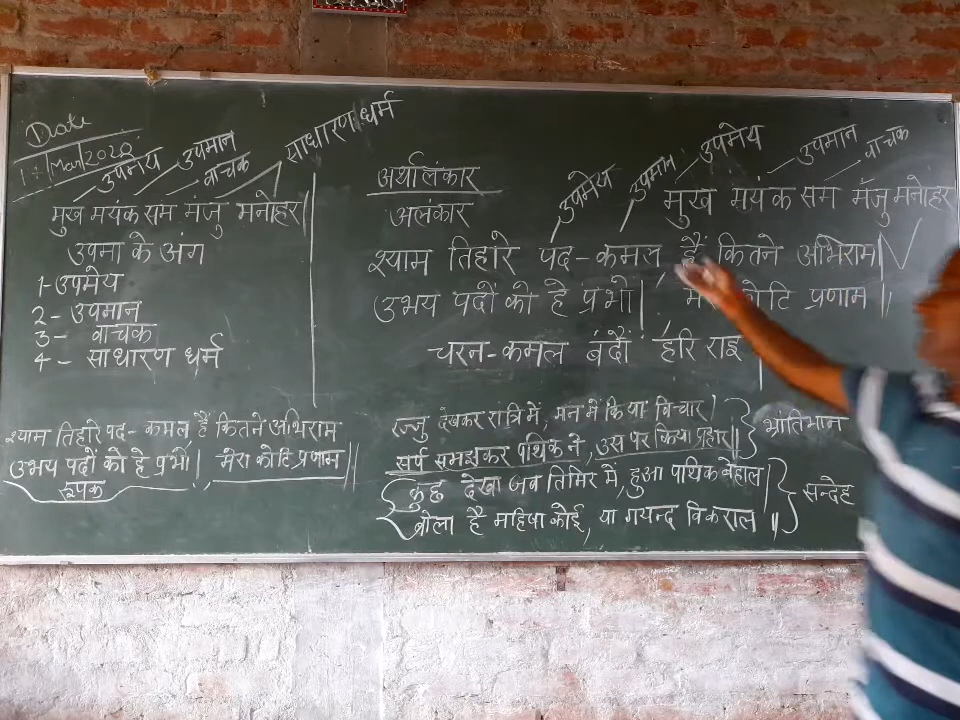 Date
1/Mar/2020
उपमेय उपमान वाचक साधारण धर्म
मुख मयंक सम मंजु मनोहर|
उपमा के अंग
1-उपमेय
2- उपमान
3- वाचक
4- साधारण धर्म
श्याम तिहारे पद- कमल, हैं कितने अभिराम
उभय पदों को हे प्रभो|, मेरा कोटि प्रणाम||
रूपक
अर्थालंकार
अलंकार
उपमेय उपमान उपमेय उपमान वाचक
मुख मयंक सम मंजु मनोहर
श्याम तिहारे पद-कमल, हैं कितने अभिराम|
उभय पदों को हे प्रभो|, कोटि प्रणाम||
चरन-कमल बंदौं हरि राइ|
रज्जु देखकर रात्रि में, मन में किया विचार|
सर्प समझकर पथिक ने, उस पर किया प्रहार|| भ्रांतिभान
कुछ देखा जब तिमिर में, हुआ पथिक बेहाल|
बोला है महिषा कोई, या गयन्द विकराल|| सन्देह